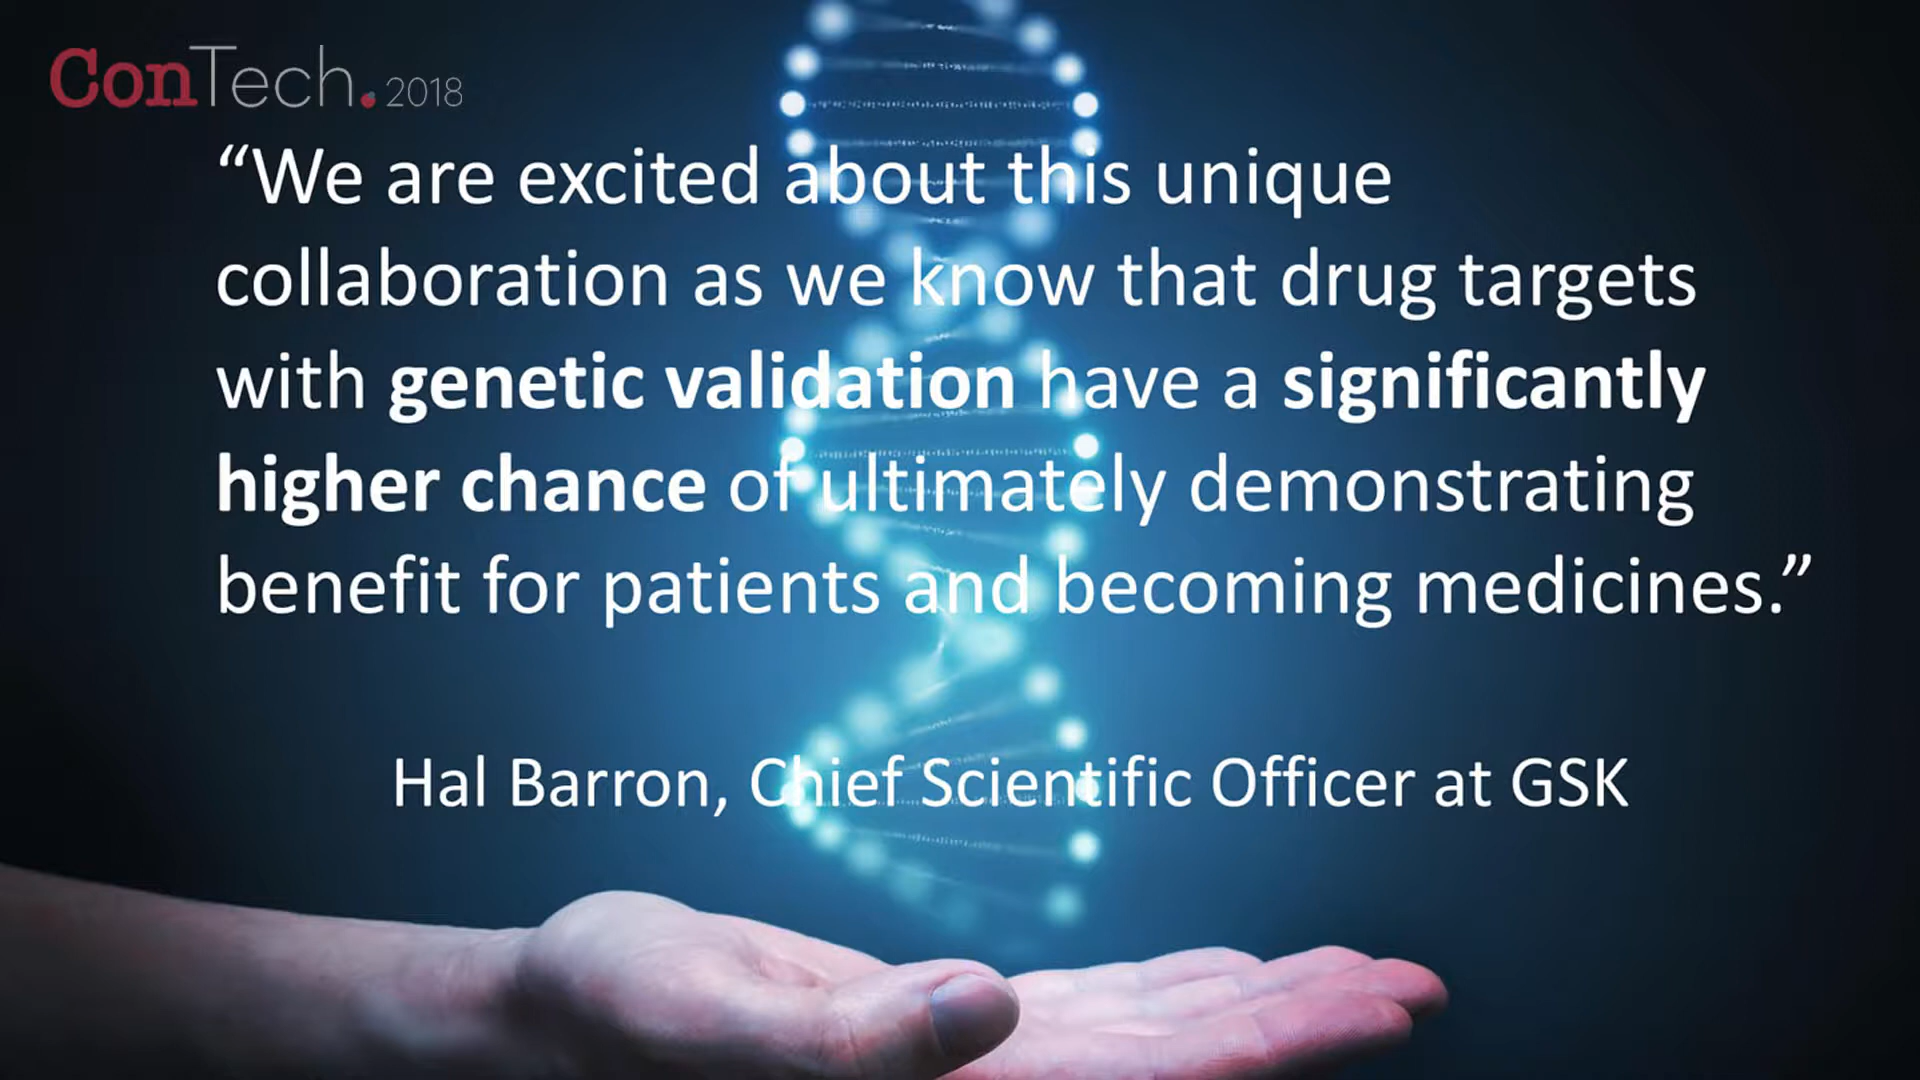 ConTech. 2018
“We are excited about this unique
collaboration as we know that drug targets
with genetic validation have a significantly
higher chance of ultimately demonstrating
benefit for patients and becoming medicines.”
Hal Barron, Chief Scientific Officer at GSK